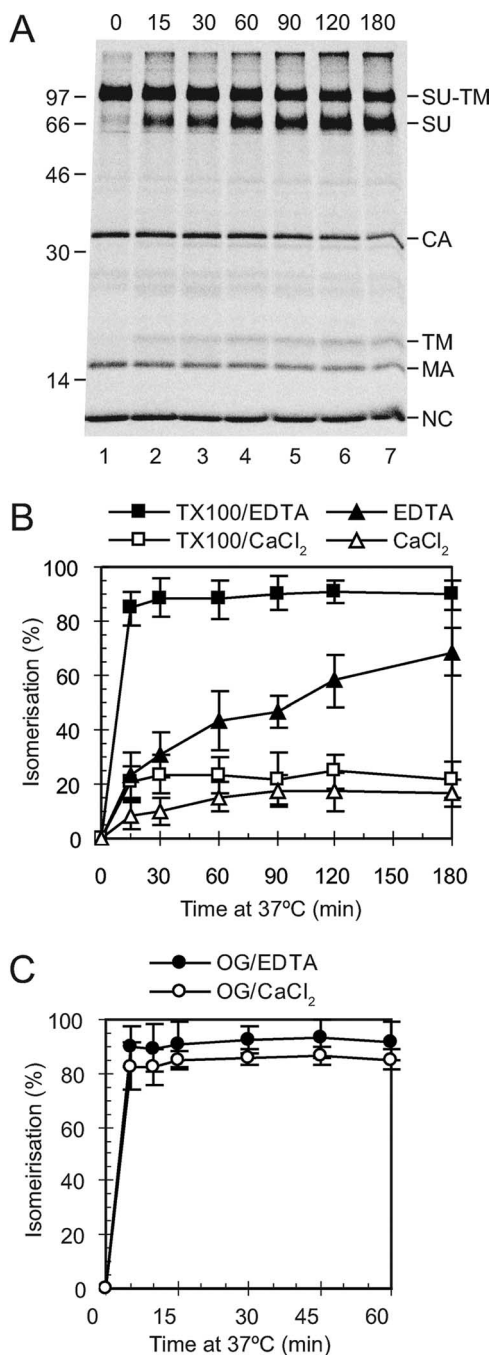 A
0 15 30 60 90 120 180
97
66
46
30
14
SU-TM
SU
CA
TM
MA
NC
1 2 3 4 5 6 7
B
TX100/EDTA EDTA
TX100/CaCl₂ CaCl₂
Isomerisation (%)
100
80
60
40
20
0
0 30 60 90 120 150 180
Time at 37ºC (min)
C
OG/EDTA
OG/CaCl₂
Isomeirisation (%)
100
80
60
40
20
0
0 15 30 45 60
Time at 37ºC (min)